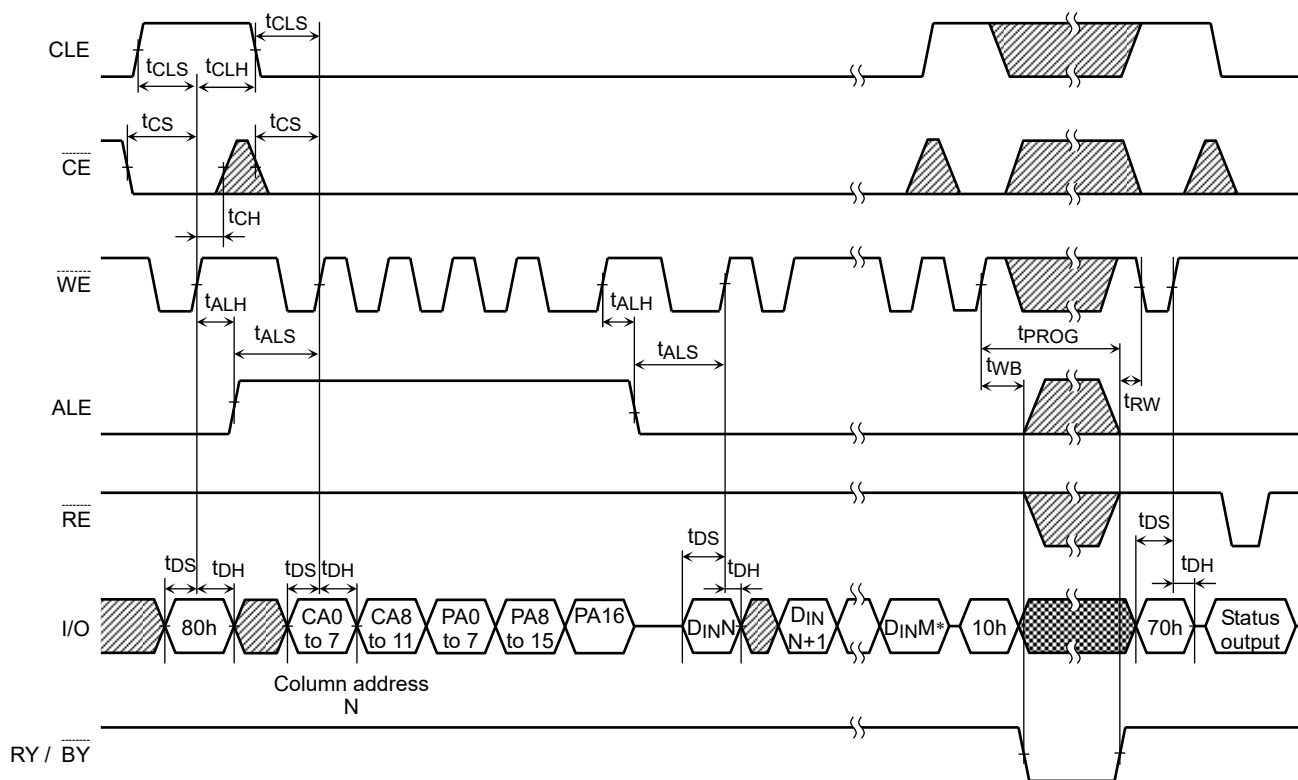 tCLS
CLE
tCLS
tCLH
tCS
tCS
CE
tCH
WE
tALH
tALH
tPROG
tALS
tALS
tWB
ALE
tRW
RE
tDS
tDS
tDS
tDH
tDS
tDH
tDH
tDH
I/O
80h
CA0
to 7
CA8
to 11
PA0
to 7
PA8
to 15
PA16
DINN
DIN
N+1
DINM*
10h
70h
Status
output
Column address
N
RY / BY